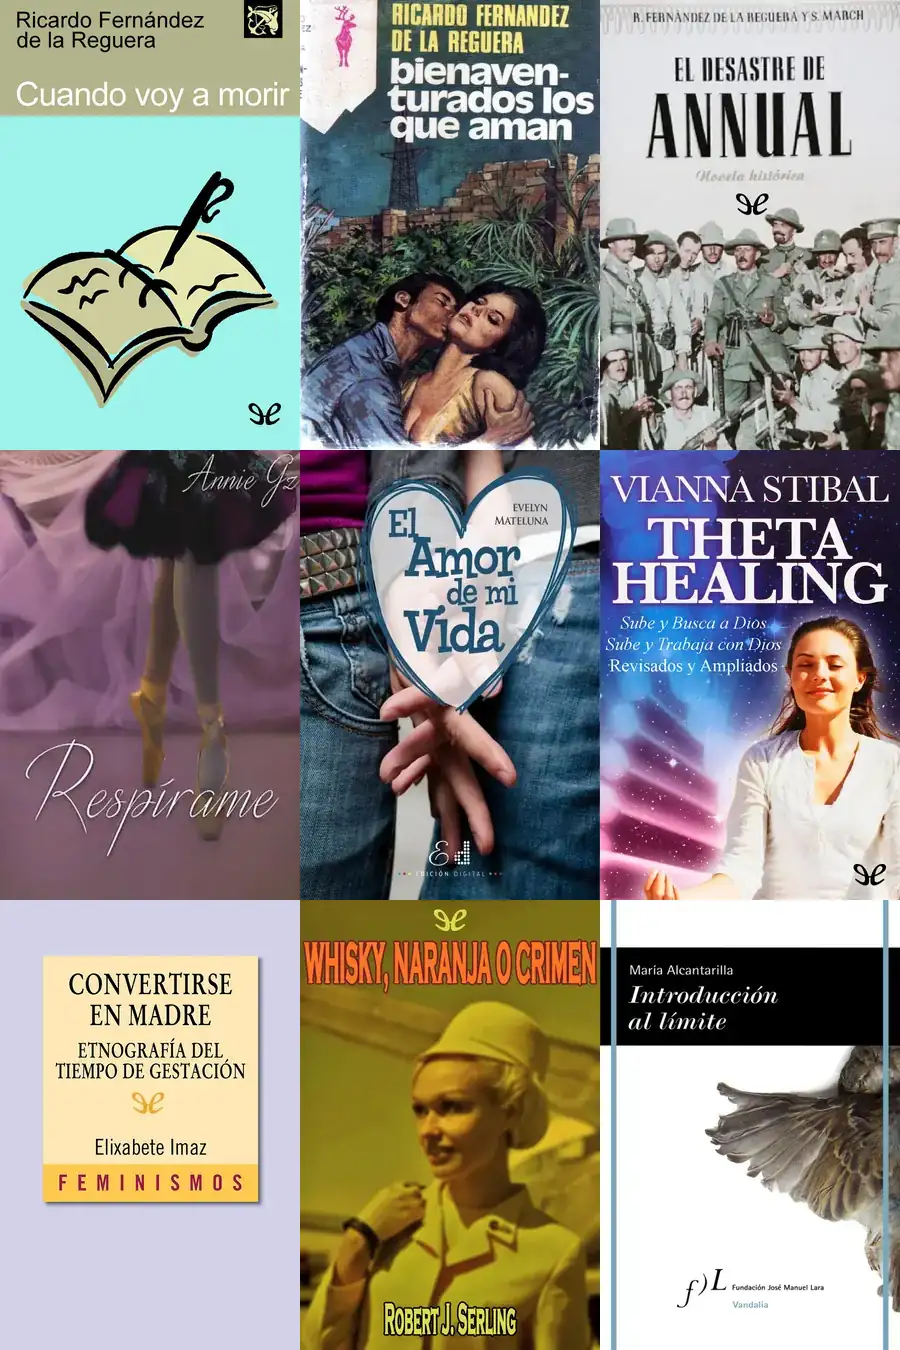 Ricardo Fernández
de la Reguera
Cuando voy a morir
RICARDO FERNANDEZ
DE LA REGUERA
bienaven-
turados los
que aman
R. FERNÁNDEZ DE LA REGUERA Y S. MARCH
EL DESASTRE DE
ANNUAL
Novela histórica
Annie Gz
Respírame
EVELYN
MATELUNA
El
Amor
de mi
Vida
Ed
EDICIÓN DIGITAL
VIANNA STIBAL
THETA
HEALING
Sube y Busca a Dios
Sube y Trabaja con Dios
Revisados y Ampliados
CONVERTIRSE
EN MADRE
ETNOGRAFÍA DEL
TIEMPO DE GESTACIÓN
Elixabete Imaz
FEMINISMOS
WHISKY, NARANJA O CRIMEN
ROBERT J. SERLING
María Alcantarilla
Introducción
al límite
Fundación José Manuel Lara
Vandalia